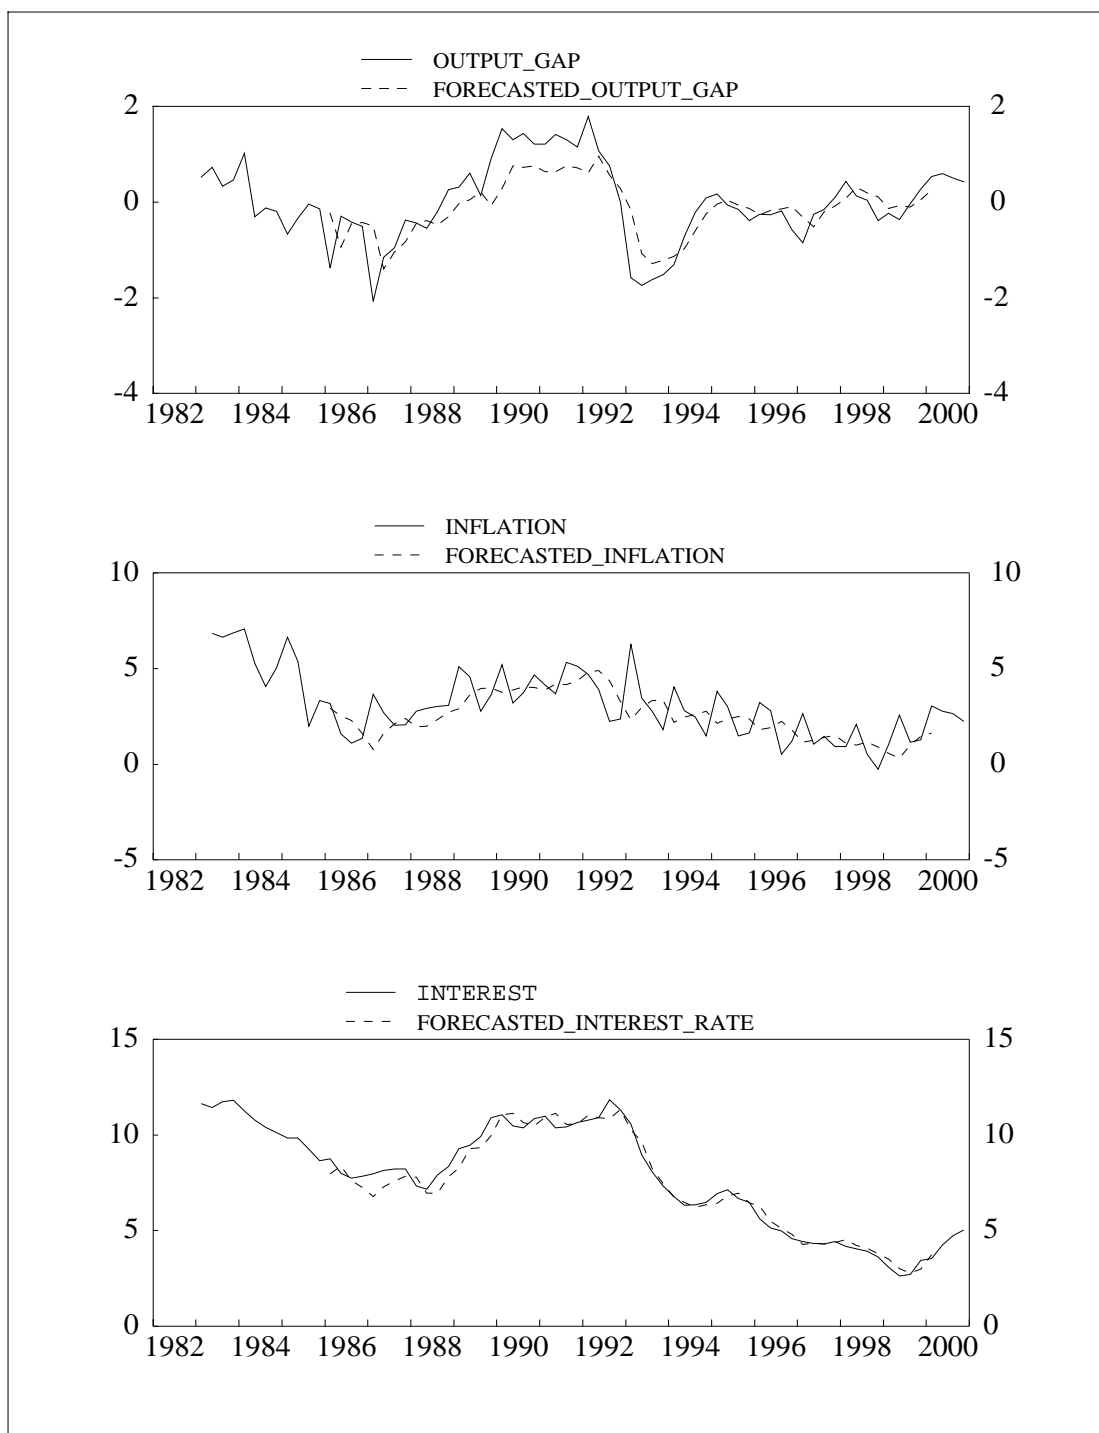 OUTPUT_GAP
FORECASTED_OUTPUT_GAP
2 2
0 0
-2 -2
-4 -4
1982 1984 1986 1988 1990 1992 1994 1996 1998 2000
INFLATION
FORECASTED_INFLATION
10 10
5 5
0 0
-5 -5
1982 1984 1986 1988 1990 1992 1994 1996 1998 2000
INTEREST
FORECASTED_INTEREST_RATE
15 15
10 10
5 5
0 0
1982 1984 1986 1988 1990 1992 1994 1996 1998 2000